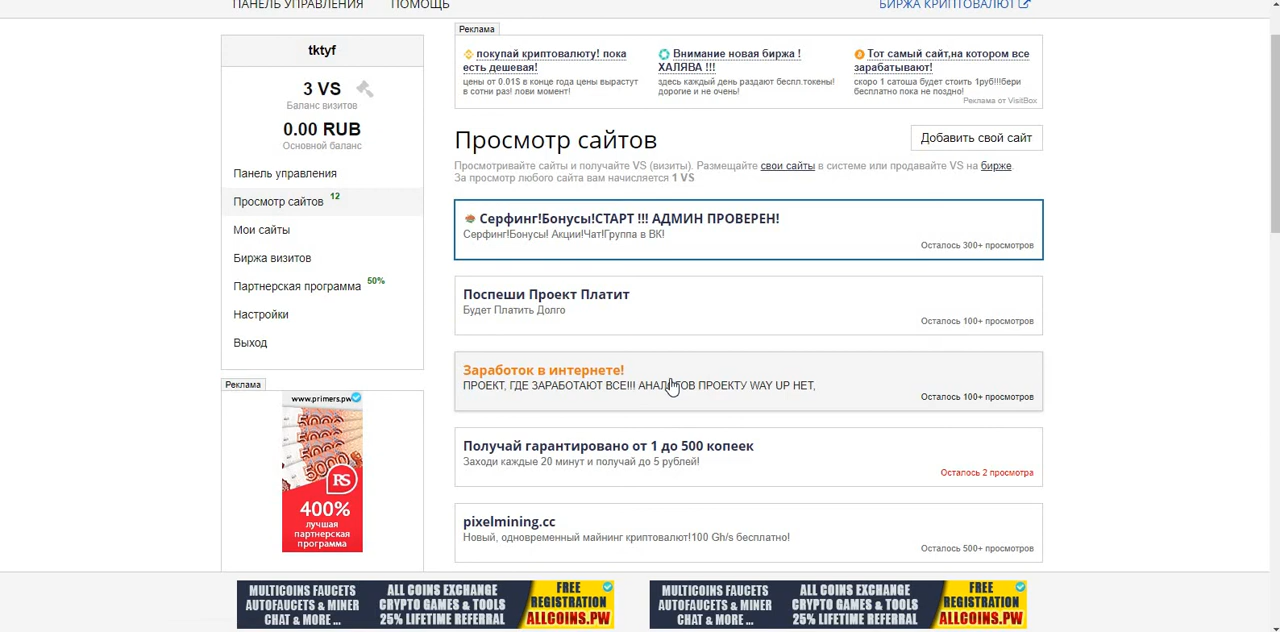 ПАНЕЛЬ УПРАВЛЕНИЯ ПОМОЩЬ БИРЖА КРИПТОВАЛЮТ
tktyf
3 VS
Баланс визитов
0.00 RUB
Основной баланс
Панель управления
Просмотр сайтов 12
Мои сайты
Биржа визитов
Партнерская программа 50%
Настройки
Выход
Реклама
www.primers.pw
5000
5000
5000
5000
RS
400%
лучшая
партнерская
программа
Реклама
покупай криптовалюту! пока
есть дешевая!
цены от 0.01$ в конце года цены вырастут
в сотни раз! лови момент!
Внимание новая биржа !
ХАЛЯВА !!!
здесь каждый день раздают беспл.токены!
дорогие и не очень!
Тот самый сайт,на котором все
зарабатывают!
скоро 1 сатоша будет стоить 1руб!!!бери
бесплатно пока не поздно!
Реклама от VisitBox
Просмотр сайтов
Добавить свой сайт
Просматривайте сайты и получайте VS (визиты). Размещайте свои сайты в системе или продавайте VS на бирже.
За просмотр любого сайта вам начисляется 1 VS
Серфинг!Бонусы!СТАРТ !!! АДМИН ПРОВЕРЕН!
Серфинг!Бонусы! Акции!Чат!Группа в ВК!
Осталось 300+ просмотров
Поспеши Проект Платит
Будет Платить Долго
Осталось 100+ просмотров
Заработок в интернете!
ПРОЕКТ, ГДЕ ЗАРАБОТАЮТ ВСЕ!!! АНАЛОГОВ ПРОЕКТУ WAY UP НЕТ,
Осталось 100+ просмотров
Получай гарантировано от 1 до 500 копеек
Заходи каждые 20 минут и получай до 5 рублей!
Осталось 2 просмотра
pixelmining.cc
Новый, одновременный майнинг криптовалют!100 Gh/s бесплатно!
Осталось 500+ просмотров
MULTICOINS FAUCETS
AUTOFAUCETS & MINER
CHAT & MORE ...
ALL COINS EXCHANGE
CRYPTO GAMES & TOOLS
25% LIFETIME REFERRAL
FREE
REGISTRATION
ALLCOINS.PW
MULTICOINS FAUCETS
AUTOFAUCETS & MINER
CHAT & MORE ...
ALL COINS EXCHANGE
CRYPTO GAMES & TOOLS
25% LIFETIME REFERRAL
FREE
REGISTRATION
ALLCOINS.PW